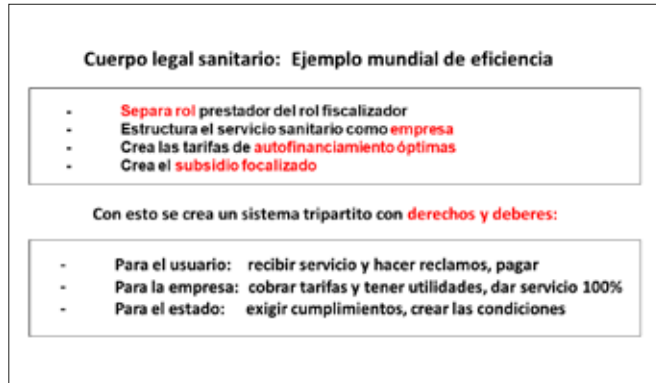 Cuerpo legal sanitario: Ejemplo mundial de eficiencia
- Separa rol prestador del rol fiscalizador
- Estructura el servicio sanitario como empresa
- Crea las tarifas de autofinanciamiento óptimas
- Crea el subsidio focalizado
Con esto se crea un sistema tripartito con derechos y deberes:
- Para el usuario: recibir servicio y hacer reclamos, pagar
- Para la empresa: cobrar tarifas y tener utilidades, dar servicio 100%
- Para el estado: exigir cumplimientos, crear las condiciones